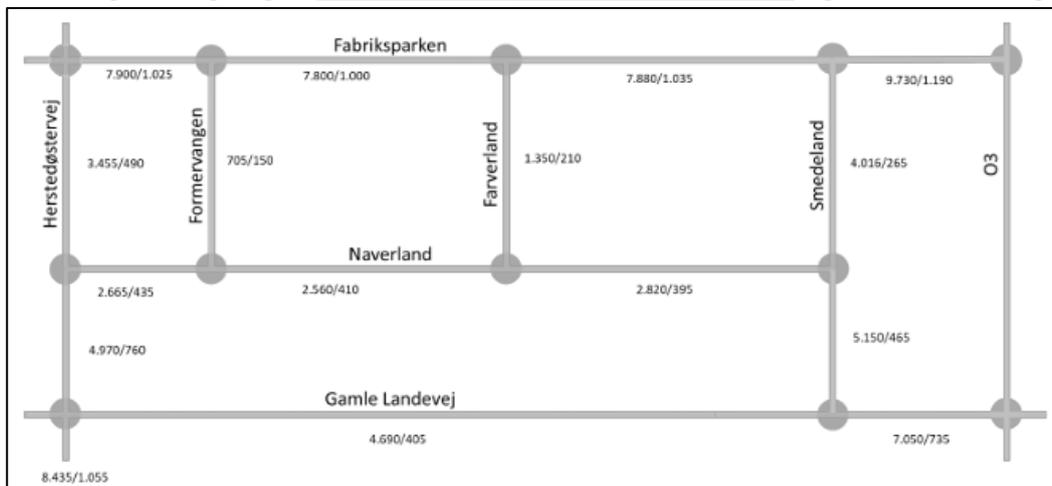 Fabriksparken
7.900/1.025
7.800/1.000
7.880/1.035
9.730/1.190
Herstedøstervej
3.455/490
Formervangen
705/150
Farverland
1.350/210
Smedeland
4.016/265
O3
Naverland
2.665/435
2.560/410
2.820/395
4.970/760
5.150/465
Gamle Landevej
4.690/405
7.050/735
8.435/1.055